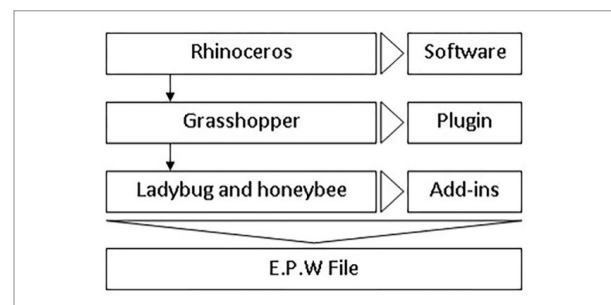 Rhinoceros
Software
Grasshopper
Plugin
Ladybug and honeybee
Add-ins
E.P.W File